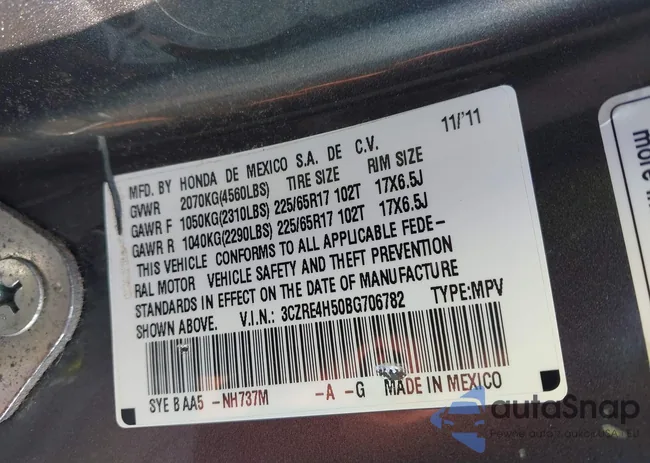 MFD. BY HONDA DE MEXICO S.A. DE C.V. 11/'11
GVWR 2070KG(4560LBS) TIRE SIZE RIM SIZE
GAWR F 1050KG(2310LBS) 225/65R17 102T 17X6.5J
GAWR R 1040KG(2290LBS) 225/65R17 102T 17X6.5J
THIS VEHICLE CONFORMS TO ALL APPLICABLE FEDE-
RAL MOTOR VEHICLE SAFETY AND THEFT PREVENTION
STANDARDS IN EFFECT ON THE DATE OF MANUFACTURE
SHOWN ABOVE. V.I.N.: 3CZRE4H50BG706782 TYPE:MPV
SYE B AA5 -NH737M -A -G MADE IN MEXICO
more
autoSnap